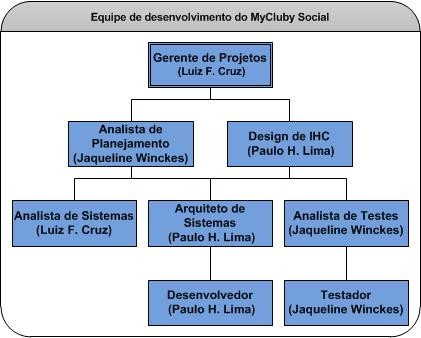 Equipe de desenvolvimento do MyCluby Social
Gerente de Projetos
(Luiz F. Cruz)
Analista de
Planejamento
(Jaqueline Winckes)
Design de IHC
(Paulo H. Lima)
Analista de Sistemas
(Luiz F. Cruz)
Arquiteto de
Sistemas
(Paulo H. Lima)
Analista de Testes
(Jaqueline Winckes)
Desenvolvedor
(Paulo H. Lima)
Testador
(Jaqueline Winckes)